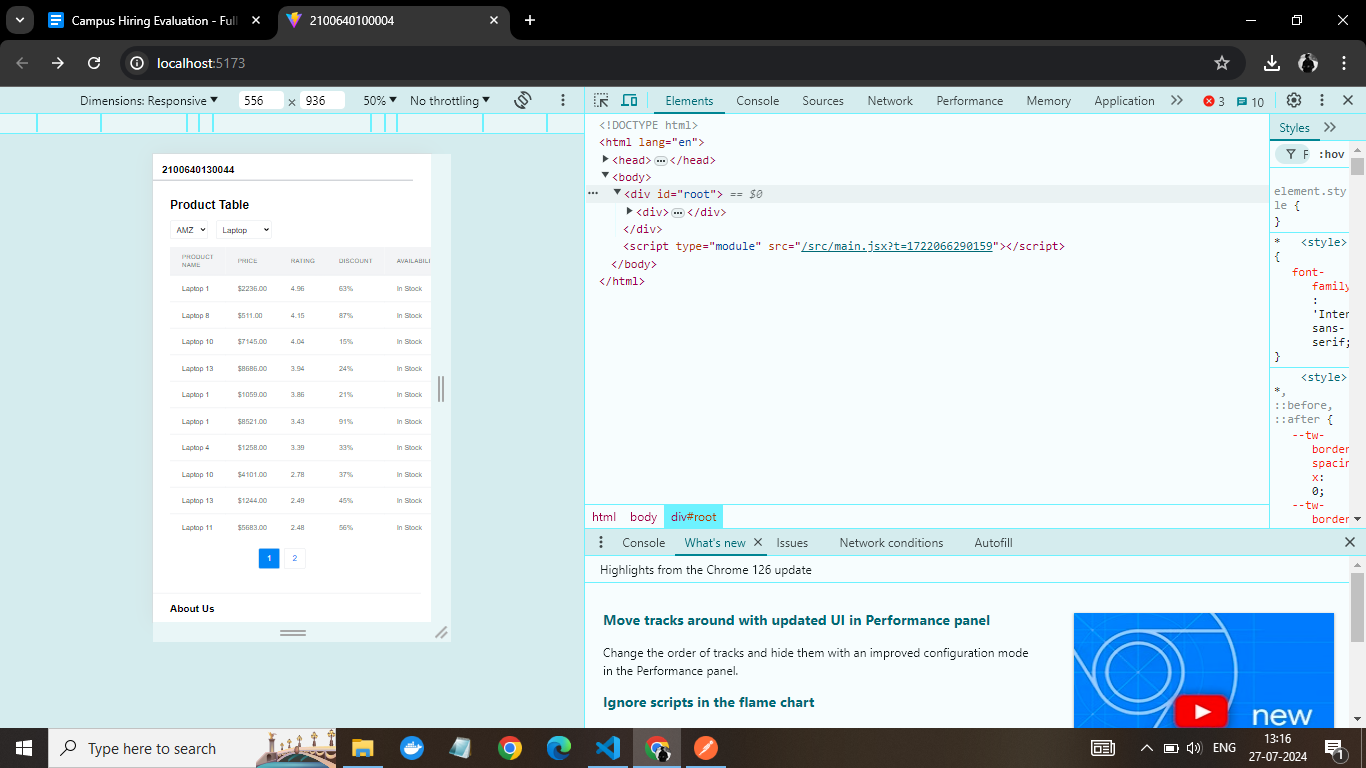 Campus Hiring Evaluation - Full
2100640100004
localhost:5173
Dimensions: Responsive 556 × 936 50% No throttling
Elements Console Sources Network Performance Memory Application 3 10
2100640130044
Product Table
AMZ Laptop
PRODUCT NAME PRICE RATING DISCOUNT AVAILABILI
Laptop 1 $2236.00 4.96 63% In Stock
Laptop 8 $511.00 4.15 87% In Stock
Laptop 10 $7145.00 4.04 15% In Stock
Laptop 13 $8686.00 3.94 24% In Stock
Laptop 1 $1059.00 3.86 21% In Stock
Laptop 1 $8521.00 3.43 91% In Stock
Laptop 4 $1258.00 3.39 33% In Stock
Laptop 10 $4101.00 2.78 37% In Stock
Laptop 13 $1244.00 2.49 45% In Stock
Laptop 11 $5683.00 2.48 56% In Stock
1 2
About Us
<!DOCTYPE html>
<html lang="en">
<head> ⋯ </head>
<body>
<div id="root"> == $0
<div> ⋯ </div>
</div>
<script type="module" src="/src/main.jsx?t=1722066290159"></script>
</body>
</html>
html body div#root
Styles
F :hov
element.sty
le {
}
* <style>
{
font-
family
:
'Inter
sans-
serif;
}
<style>
*,
::before,
::after {
--tw-
border
spacin
x:
0;
--tw-
border
Console What's new Issues Network conditions Autofill
Highlights from the Chrome 126 update
Move tracks around with updated UI in Performance panel
Change the order of tracks and hide them with an improved configuration mode
in the Performance panel.
Ignore scripts in the flame chart
new
Type here to search
ENG
13:16
27-07-2024
1